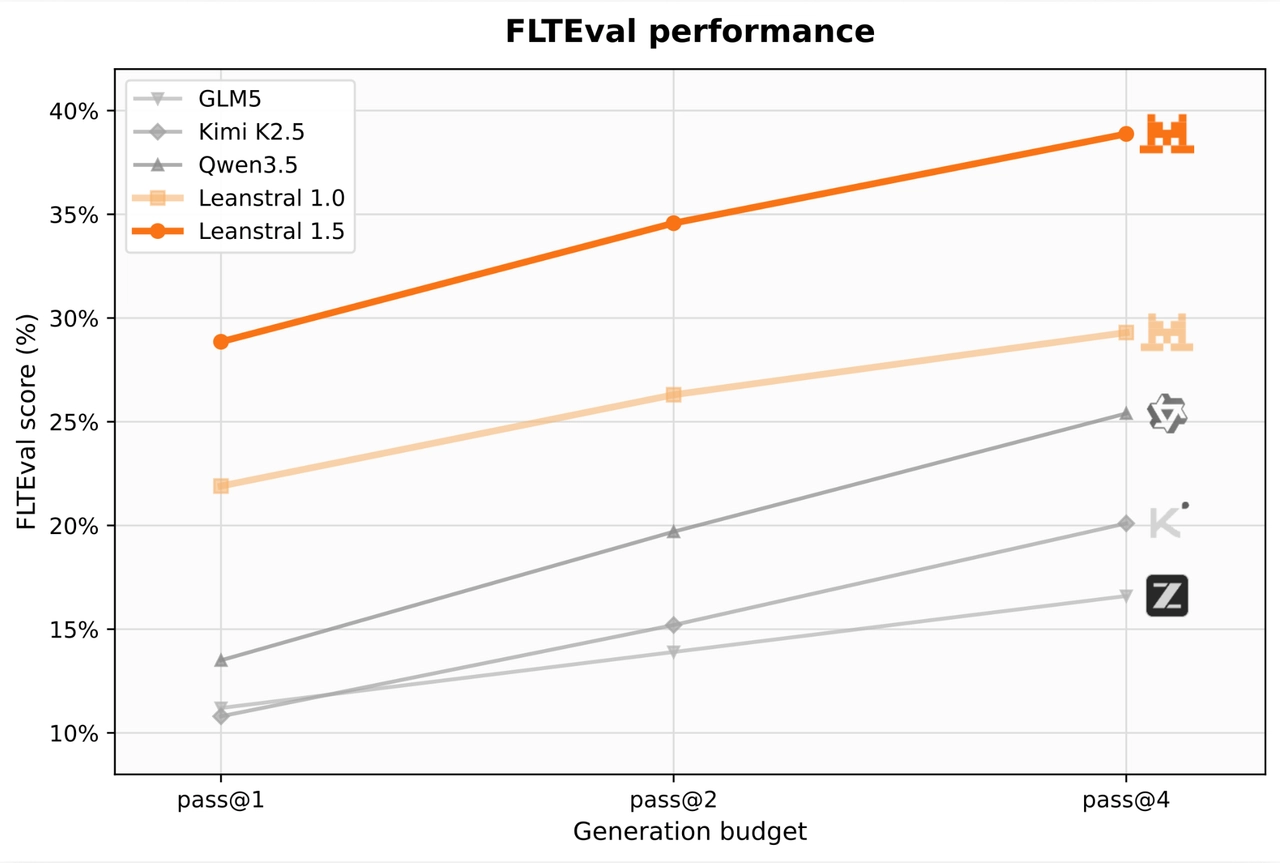 FLTEval performance
GLM5
Kimi K2.5
Qwen3.5
Leanstral 1.0
Leanstral 1.5
40%
35%
30%
25%
20%
15%
10%
FLTEval score (%)
pass@1
pass@2
pass@4
Generation budget
K
Z